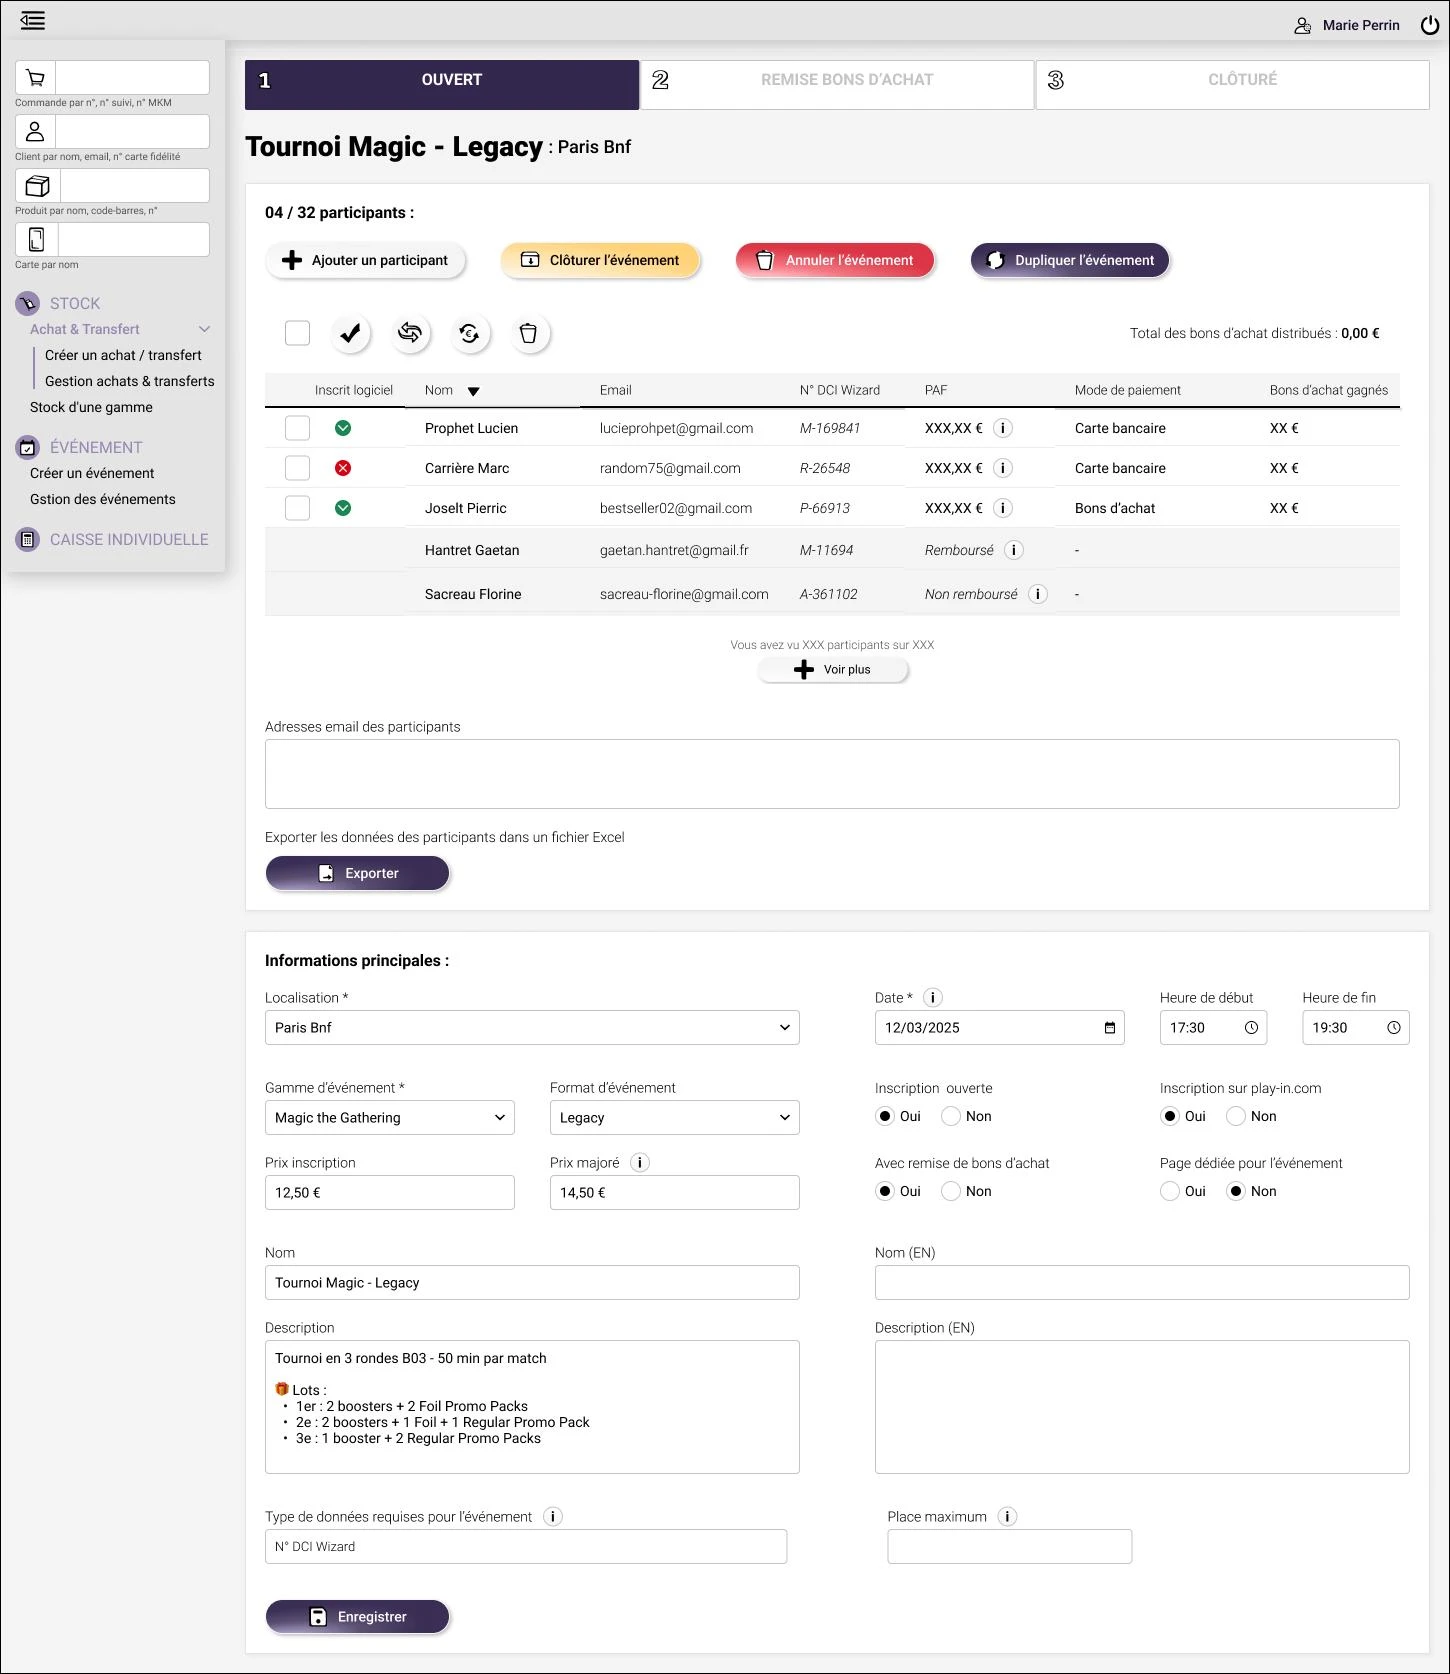 Marie Perrin
Commande par n°, n° suivi, n° MKM
Client par nom, email, n° carte fidélité
Produit par nom, code-barres, n°
Carte par nom
STOCK
Achat & Transfert
Créer un achat / transfert
Gestion achats & transferts
Stock d'une gamme
ÉVÉNEMENT
Créer un événement
Gstion des événements
CAISSE INDIVIDUELLE
1 OUVERT
2 REMISE BONS D'ACHAT
3 CLÔTURÉ
Tournoi Magic - Legacy : Paris Bnf
04 / 32 participants :
Ajouter un participant
Clôturer l'événement
Annuler l'événement
Dupliquer l'événement
Total des bons d'achat distribués : 0,00 €
Inscrit logiciel Nom Email N° DCI Wizard PAF Mode de paiement Bons d'achat gagnés
Prophet Lucien lucieprohpet@gmail.com M-169841 XXX,XX € i Carte bancaire XX €
Carrière Marc random75@gmail.com R-26548 XXX,XX € i Carte bancaire XX €
Joselt Pierric bestseller02@gmail.com P-66913 XXX,XX € i Bons d'achat XX €
Hantret Gaetan gaetan.hantret@gmail.fr M-11694 Remboursé i -
Sacreau Florine sacreau-florine@gmail.com A-361102 Non remboursé i -
Vous avez vu XXX participants sur XXX
Voir plus
Adresses email des participants
Exporter les données des participants dans un fichier Excel
Exporter
Informations principales :
Localisation * Date * i Heure de début Heure de fin
Paris Bnf 12/03/2025 17:30 19:30
Gamme d'événement * Format d'événement Inscription ouverte Inscription sur play-in.com
Magic the Gathering Legacy Oui Non Oui Non
Prix inscription Prix majoré i Avec remise de bons d'achat Page dédiée pour l'événement
12,50 € 14,50 € Oui Non Oui Non
Nom Nom (EN)
Tournoi Magic - Legacy
Description Description (EN)
Tournoi en 3 rondes B03 - 50 min par match
🎁 Lots :
• 1er : 2 boosters + 2 Foil Promo Packs
• 2e : 2 boosters + 1 Foil + 1 Regular Promo Pack
• 3e : 1 booster + 2 Regular Promo Packs
Type de données requises pour l'événement i Place maximum i
N° DCI Wizard
Enregistrer